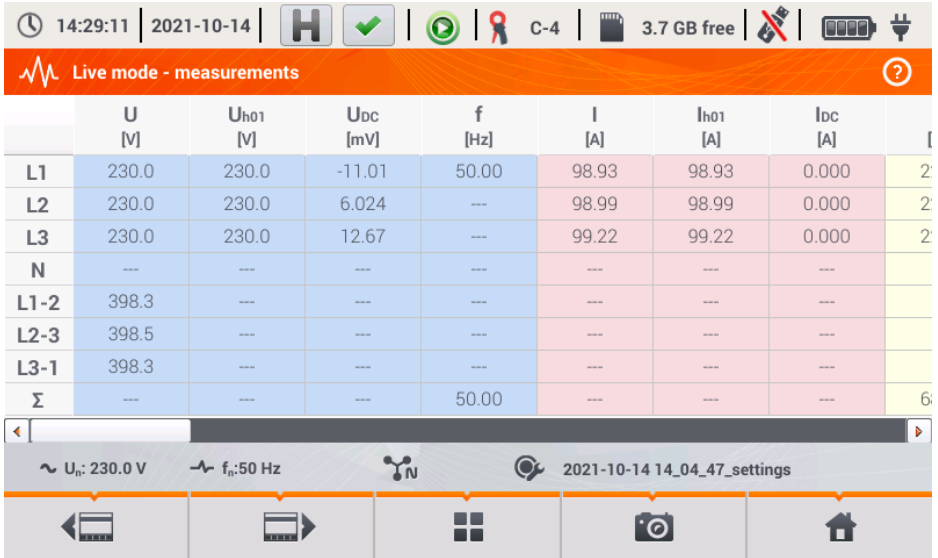 14:29:11 2021-10-14 H C-4 3.7 GB free
Live mode - measurements ?
U Uh01 UDC f I Ih01 IDC
[V] [V] [mV] [Hz] [A] [A] [A] [
L1 230.0 230.0 -11.01 50.00 98.93 98.93 0.000 2
L2 230.0 230.0 6.024 --- 98.99 98.99 0.000 2
L3 230.0 230.0 12.67 --- 99.22 99.22 0.000 2
N --- --- --- --- --- --- ---
L1-2 398.3 --- --- --- --- --- ---
L2-3 398.5 --- --- --- --- --- ---
L3-1 398.3 --- --- --- --- --- ---
Σ --- --- --- 50.00 --- --- --- 6
Un: 230.0 V fn:50 Hz N 2021-10-14 14_04_47_settings